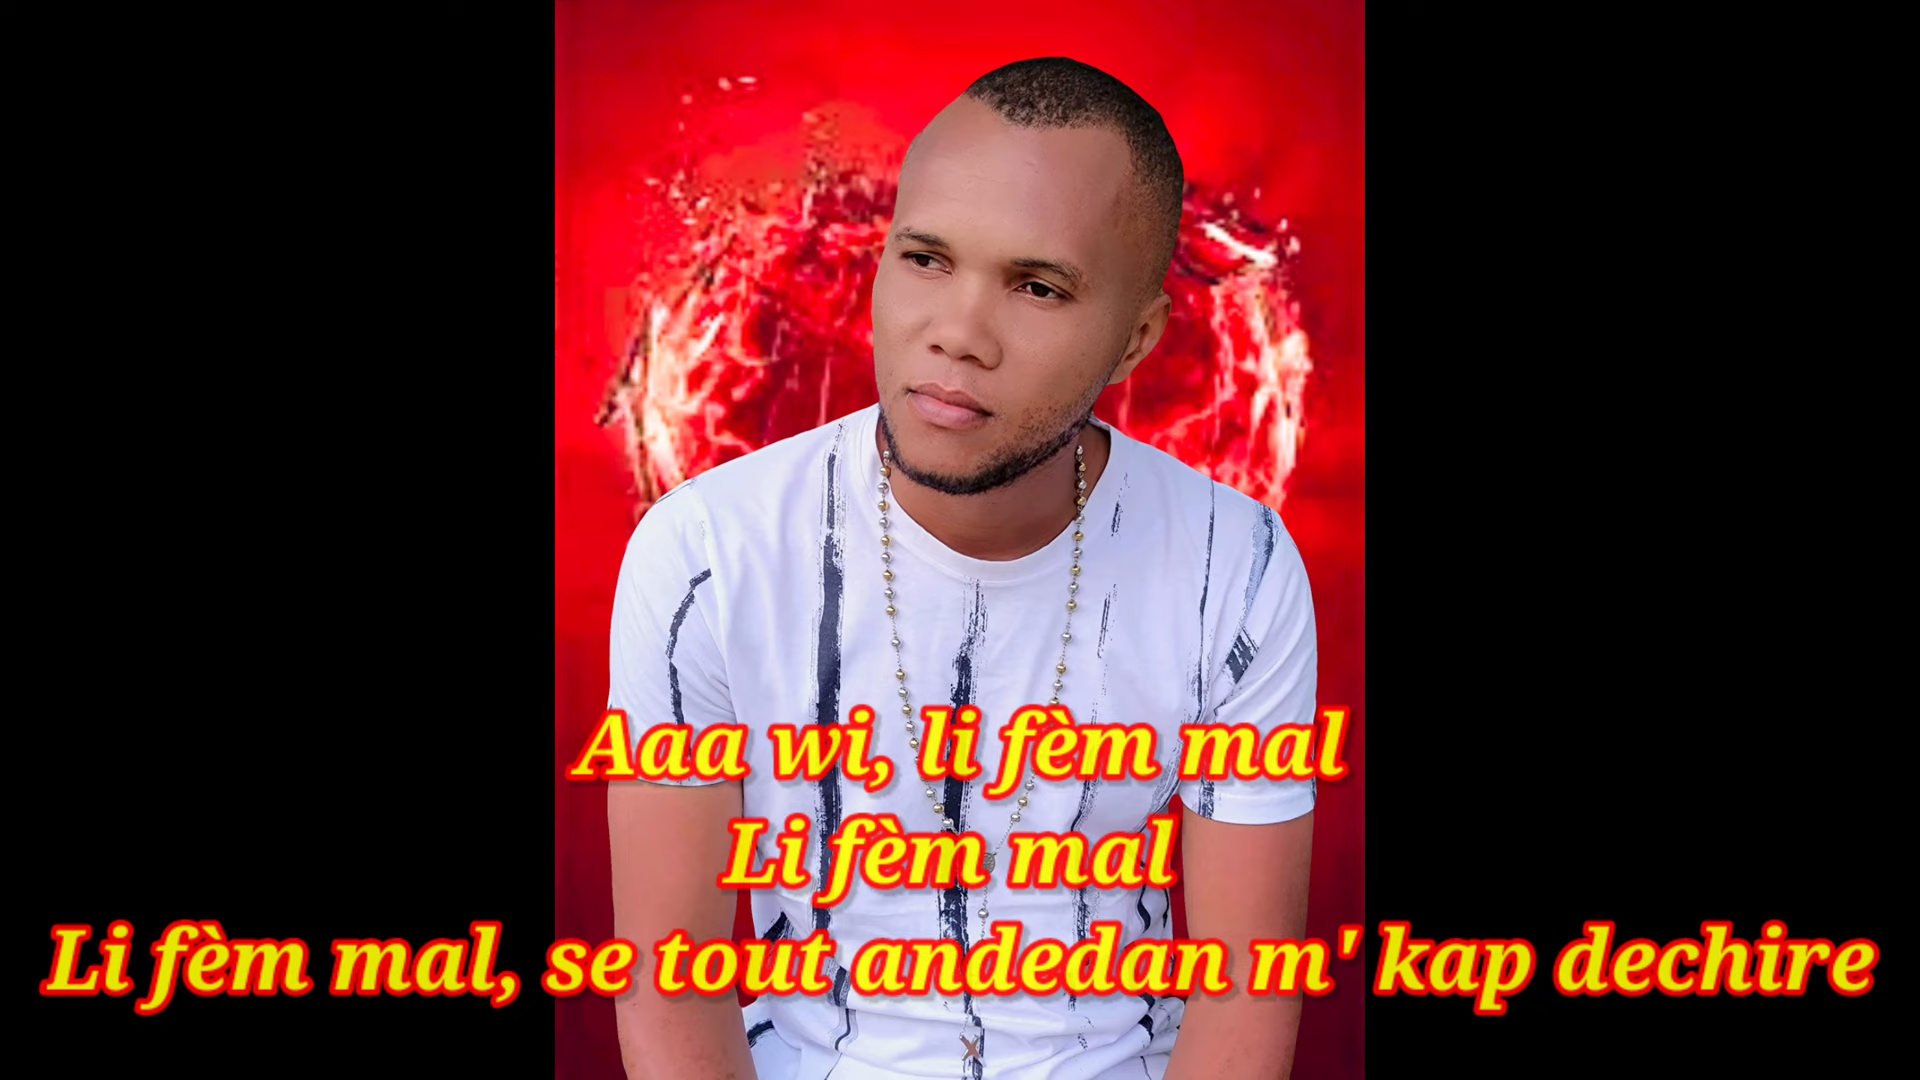 Aaa wi, li fèm mal
Li fèm mal
Li fèm mal, se tout andedan m' kap dechire